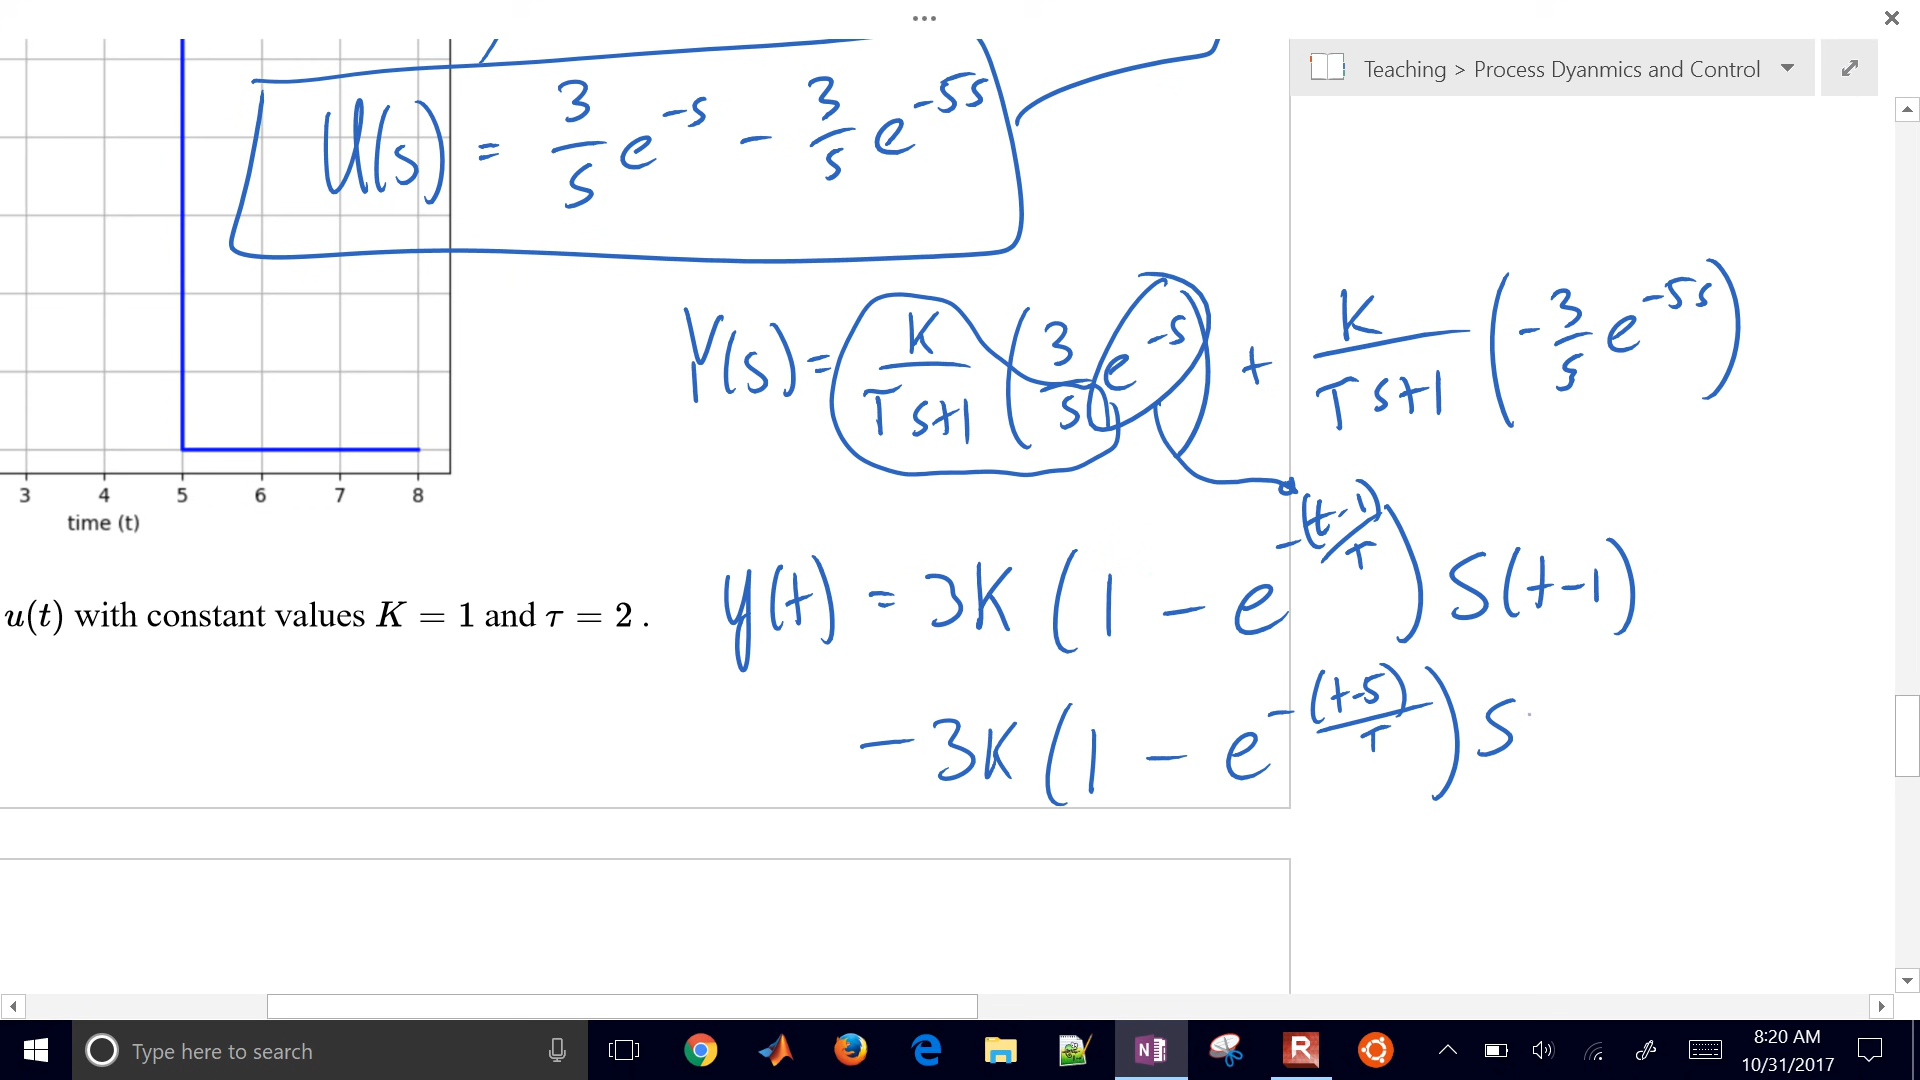 Teaching > Process Dyanmics and Control
U(s) = 3/s e^{-s} - 3/s e^{-5s}
Y(s) = K/(τs+1) (3/s e^{-s}) + K/(τs+1) (-3/s e^{-5s})
3 4 5 6 7 8
time (t)
y(t) = 3K (1 - e^{-(t-1)/τ}) S(t-1)
u(t) with constant values K = 1 and τ = 2 .
-3K (1 - e^{-(t-5)/τ}) S
Type here to search
8:20 AM
10/31/2017